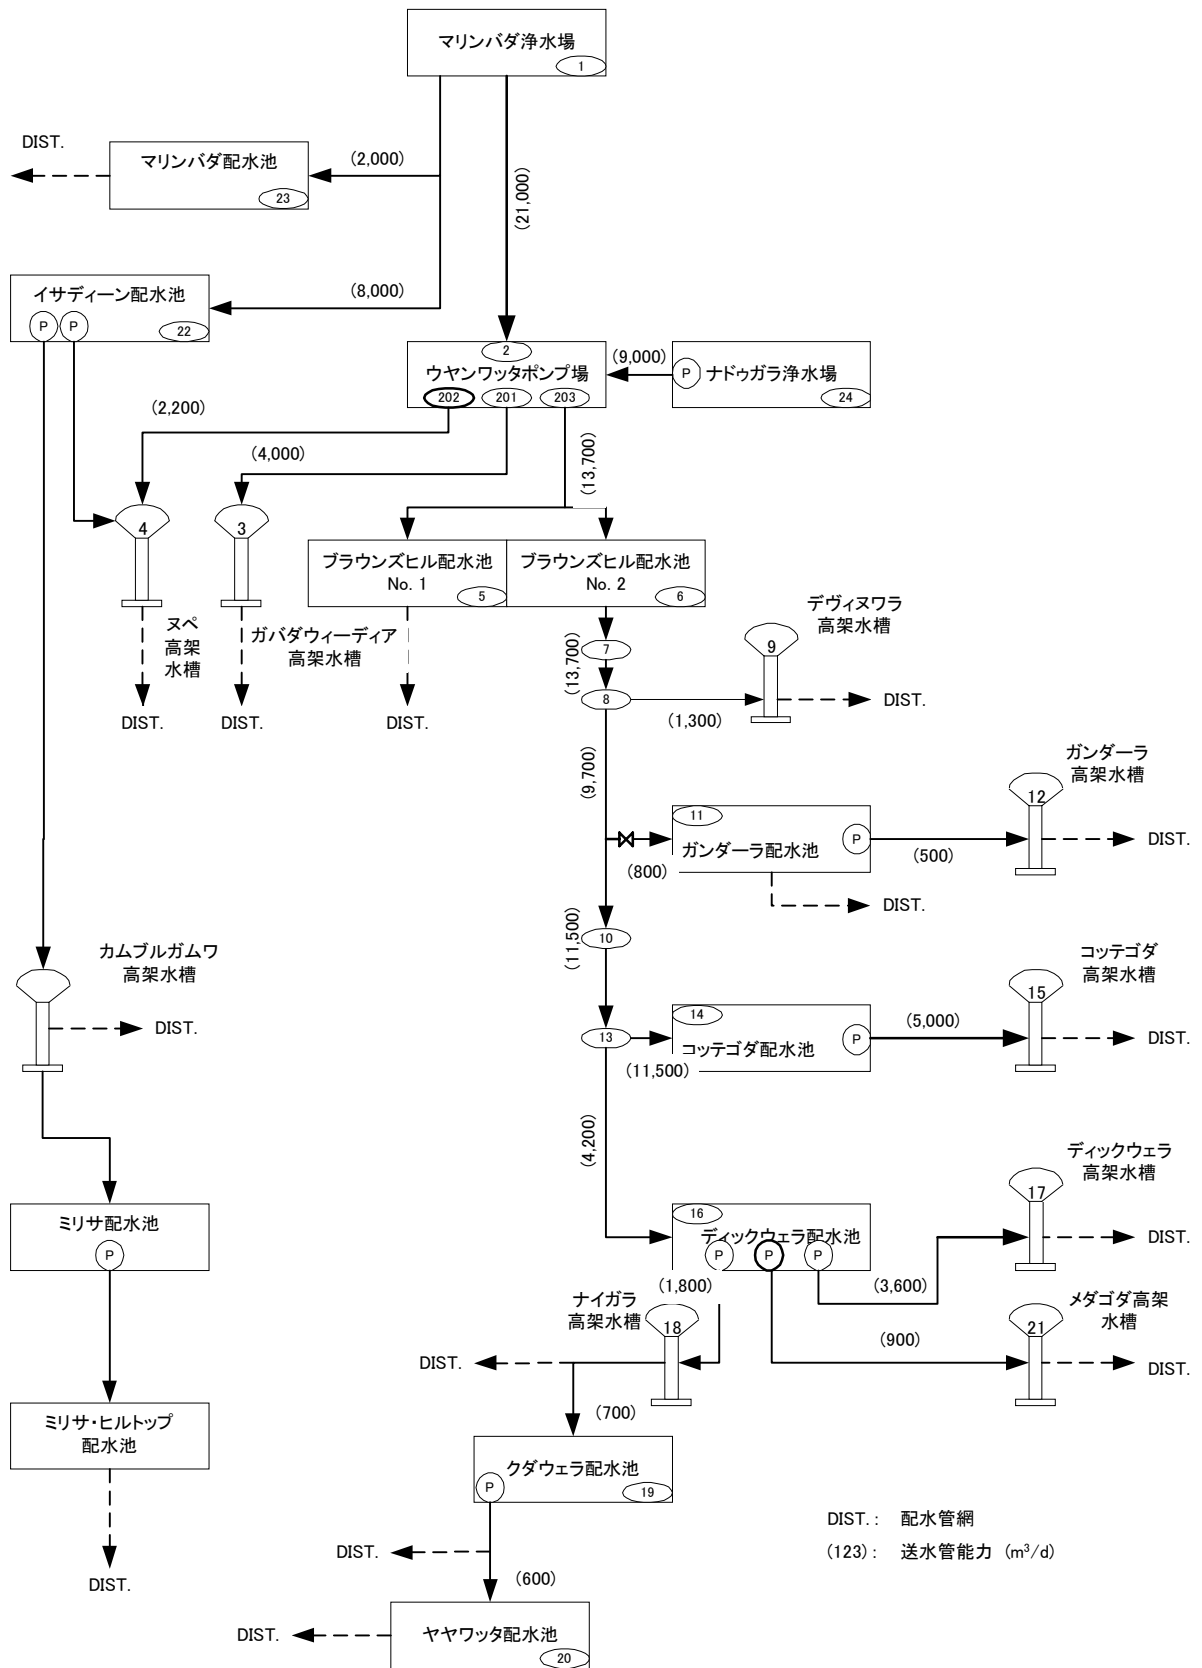 マリンバダ浄水場
1
DIST.
マリンバダ配水池
23
(2,000)
(21,000)
イサディーン配水池
P
P
22
(8,000)
2
ウヤンワッタポンプ場
202
201
203
(9,000)
P
ナドゥガラ浄水場
24
(2,200)
(4,000)
(13,700)
4
3
ブラウンズヒル配水池
No. 1
5
ブラウンズヒル配水池
No. 2
6
ヌペ
高架
水槽
ガバダウィーディア
高架水槽
DIST.
DIST.
DIST.
7
(13,700)
8
(1,300)
デヴィヌワラ
高架水槽
9
DIST.
(9,700)
11
ガンダーラ配水池
P
(800)
(500)
ガンダーラ
高架水槽
12
DIST.
DIST.
(11,500)
10
カムブルガムワ
高架水槽
DIST.
13
14
コッテゴダ配水池
P
(11,500)
(5,000)
コッテゴダ
高架水槽
15
DIST.
(4,200)
16
ディックウェラ配水池
P
P
P
(1,800)
(3,600)
(900)
ディックウェラ
高架水槽
17
DIST.
メダゴダ高架
水槽
21
DIST.
ミリサ配水池
P
ナイガラ
高架水槽
18
DIST.
(700)
ミリサ・ヒルトップ
配水池
DIST.
クダウェラ配水池
P
19
DIST.
(600)
DIST.
ヤヤワッタ配水池
20
DIST. : 配水管網
(123) : 送水管能力 (m³/d)